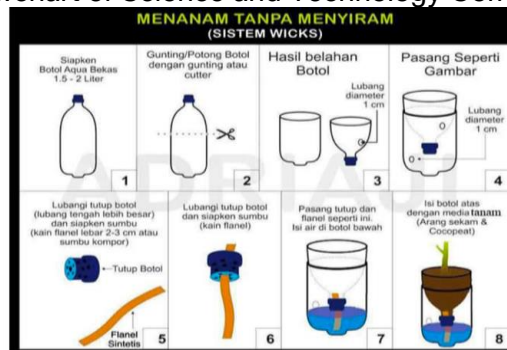 MENANAM TANPA MENYIRAM
(SISTEM WICKS)
Siapken
Botol Aqua Bekas
1.5 - 2 Liter
1
Gunting/Potong Botol
dengan gunting atau
cutter
2
Hasil belahan
Botol
Lubang
diameter
1 cm
3
Pasang Seperti
Gambar
Lubang
diameter
1 cm
4
Lubangi tutup botol
(lubang tengah lebih besar)
dan siapken sumbu
(kain flanel lebar 2-3 cm atau
sumbu kompor)
Tutup Botol
Flanel
Sintetis
5
Lubangi tutup botol
dan siapken sumbu
(kain flanel)
6
Pasang tutup dan
flanel seperti ini.
Isi air di botol bawah
7
Isi botol atas
dengan media tanam
(Arang sekam &
Cocopeat)
8